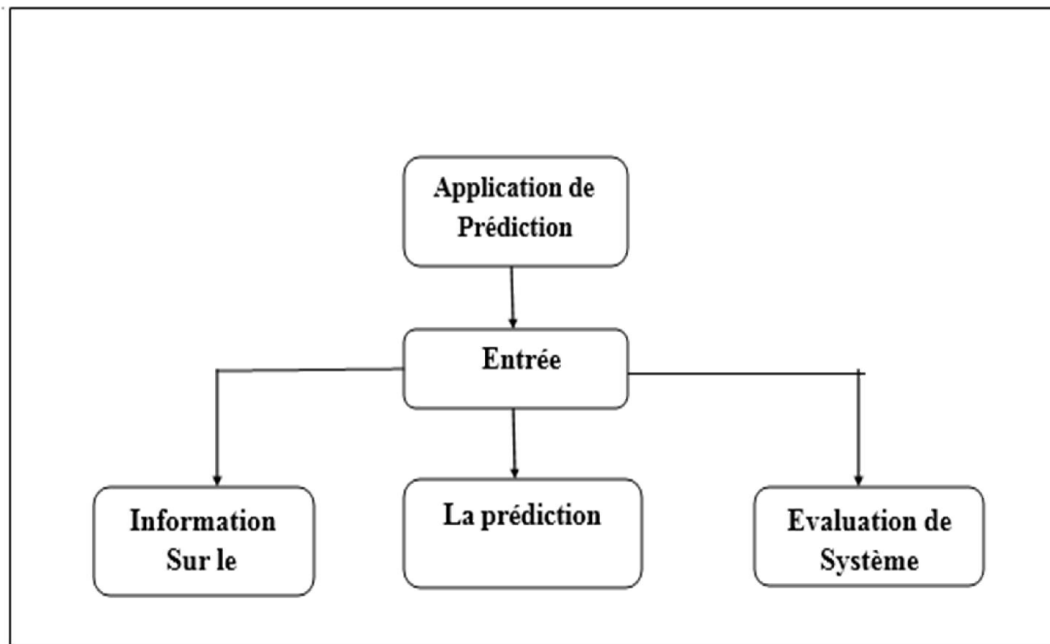 Application de
Prédiction
Entrée
Information
Sur le
La prédiction
Evaluation de
Système